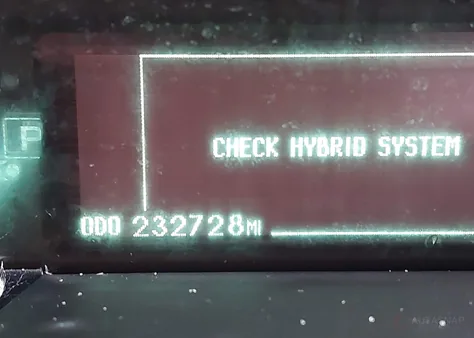 P
CHECK HYBRID SYSTEM
ODO 232728MI